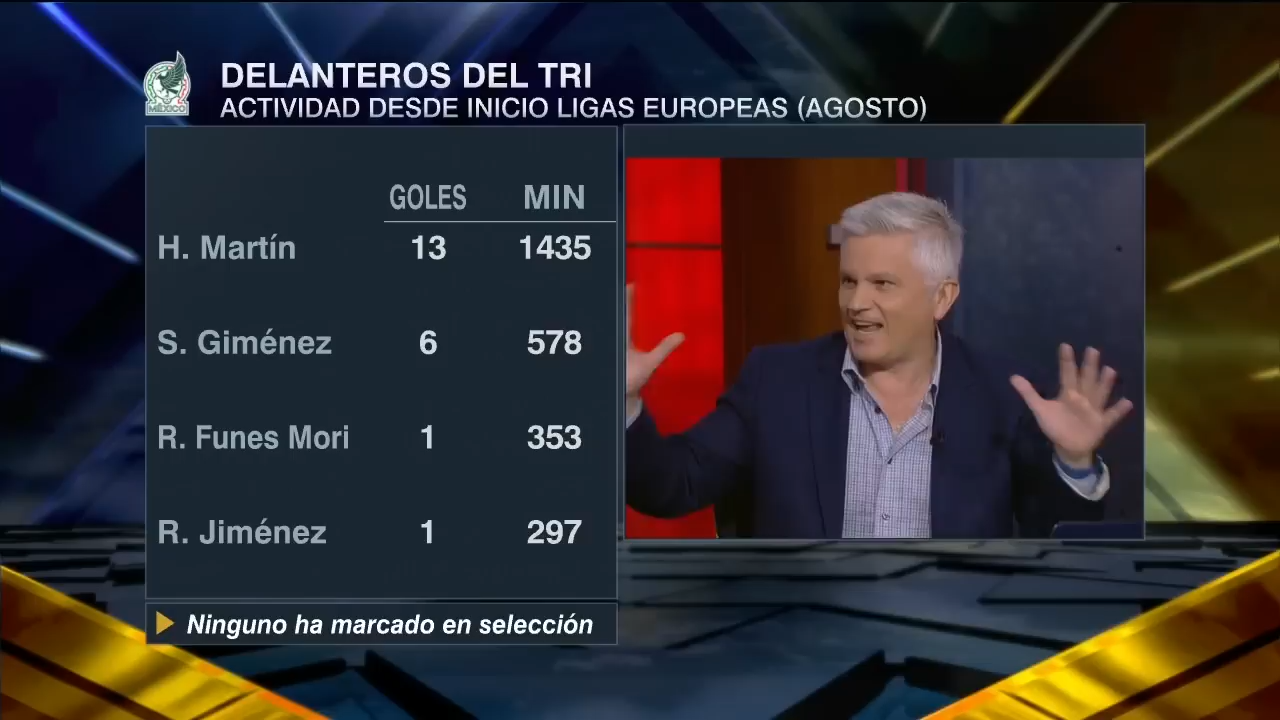 DELANTEROS DEL TRI
ACTIVIDAD DESDE INICIO LIGAS EUROPEAS (AGOSTO)
MÉXICO
GOLES MIN
H. Martín 13 1435
S. Giménez 6 578
R. Funes Mori 1 353
R. Jiménez 1 297
Ninguno ha marcado en selección